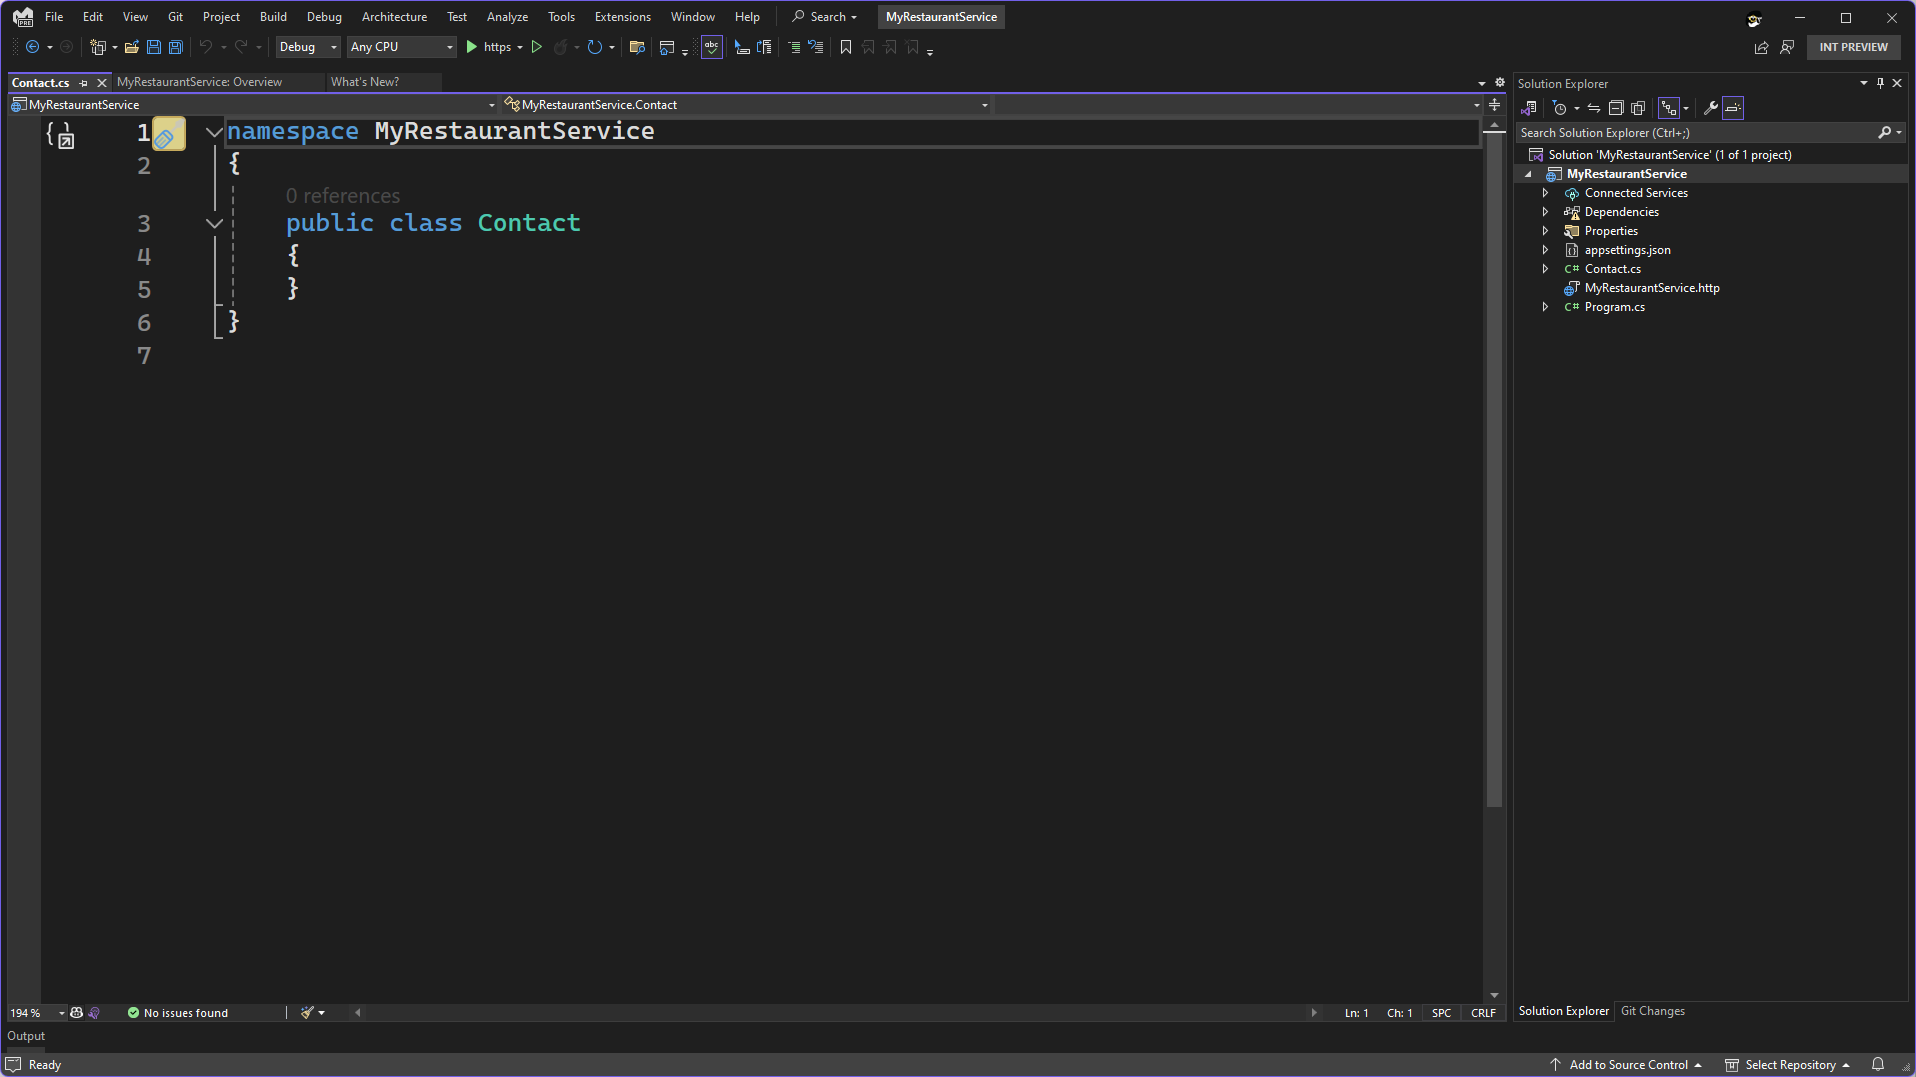 File Edit View Git Project Build Debug Architecture Test Analyze Tools Extensions Window Help Search MyRestaurantService
Debug Any CPU https abc INT PREVIEW
Contact.cs MyRestaurantService: Overview What's New?
MyRestaurantService MyRestaurantService.Contact
1 namespace MyRestaurantService
2 {
0 references
3 public class Contact
4 {
5 }
6 }
7
194 % No issues found Ln: 1 Ch: 1 SPC CRLF
Output
Solution Explorer
Search Solution Explorer (Ctrl+;)
Solution 'MyRestaurantService' (1 of 1 project)
MyRestaurantService
Connected Services
Dependencies
Properties
appsettings.json
C# Contact.cs
MyRestaurantService.http
C# Program.cs
Solution Explorer Git Changes
Ready Add to Source Control Select Repository